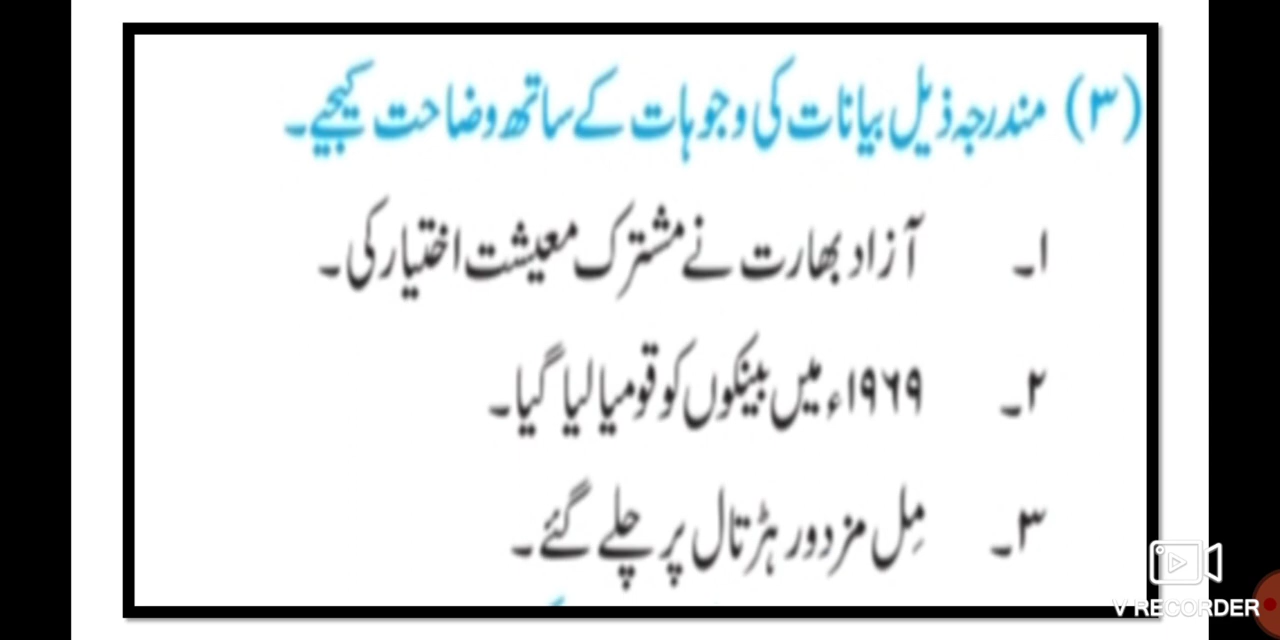 (۳) مندرجہ ذیل بیانات کی وجوہات کے ساتھ وضاحت کیجیے۔
۱۔ آزاد بھارت نے مشترک معیشت اختیار کی۔
۲۔ ۱۹۶۹ء میں بینکوں کو قومیا لیا گیا۔
۳۔ مِل مزدور ہڑتال پر چلے گئے۔
V RECORDER